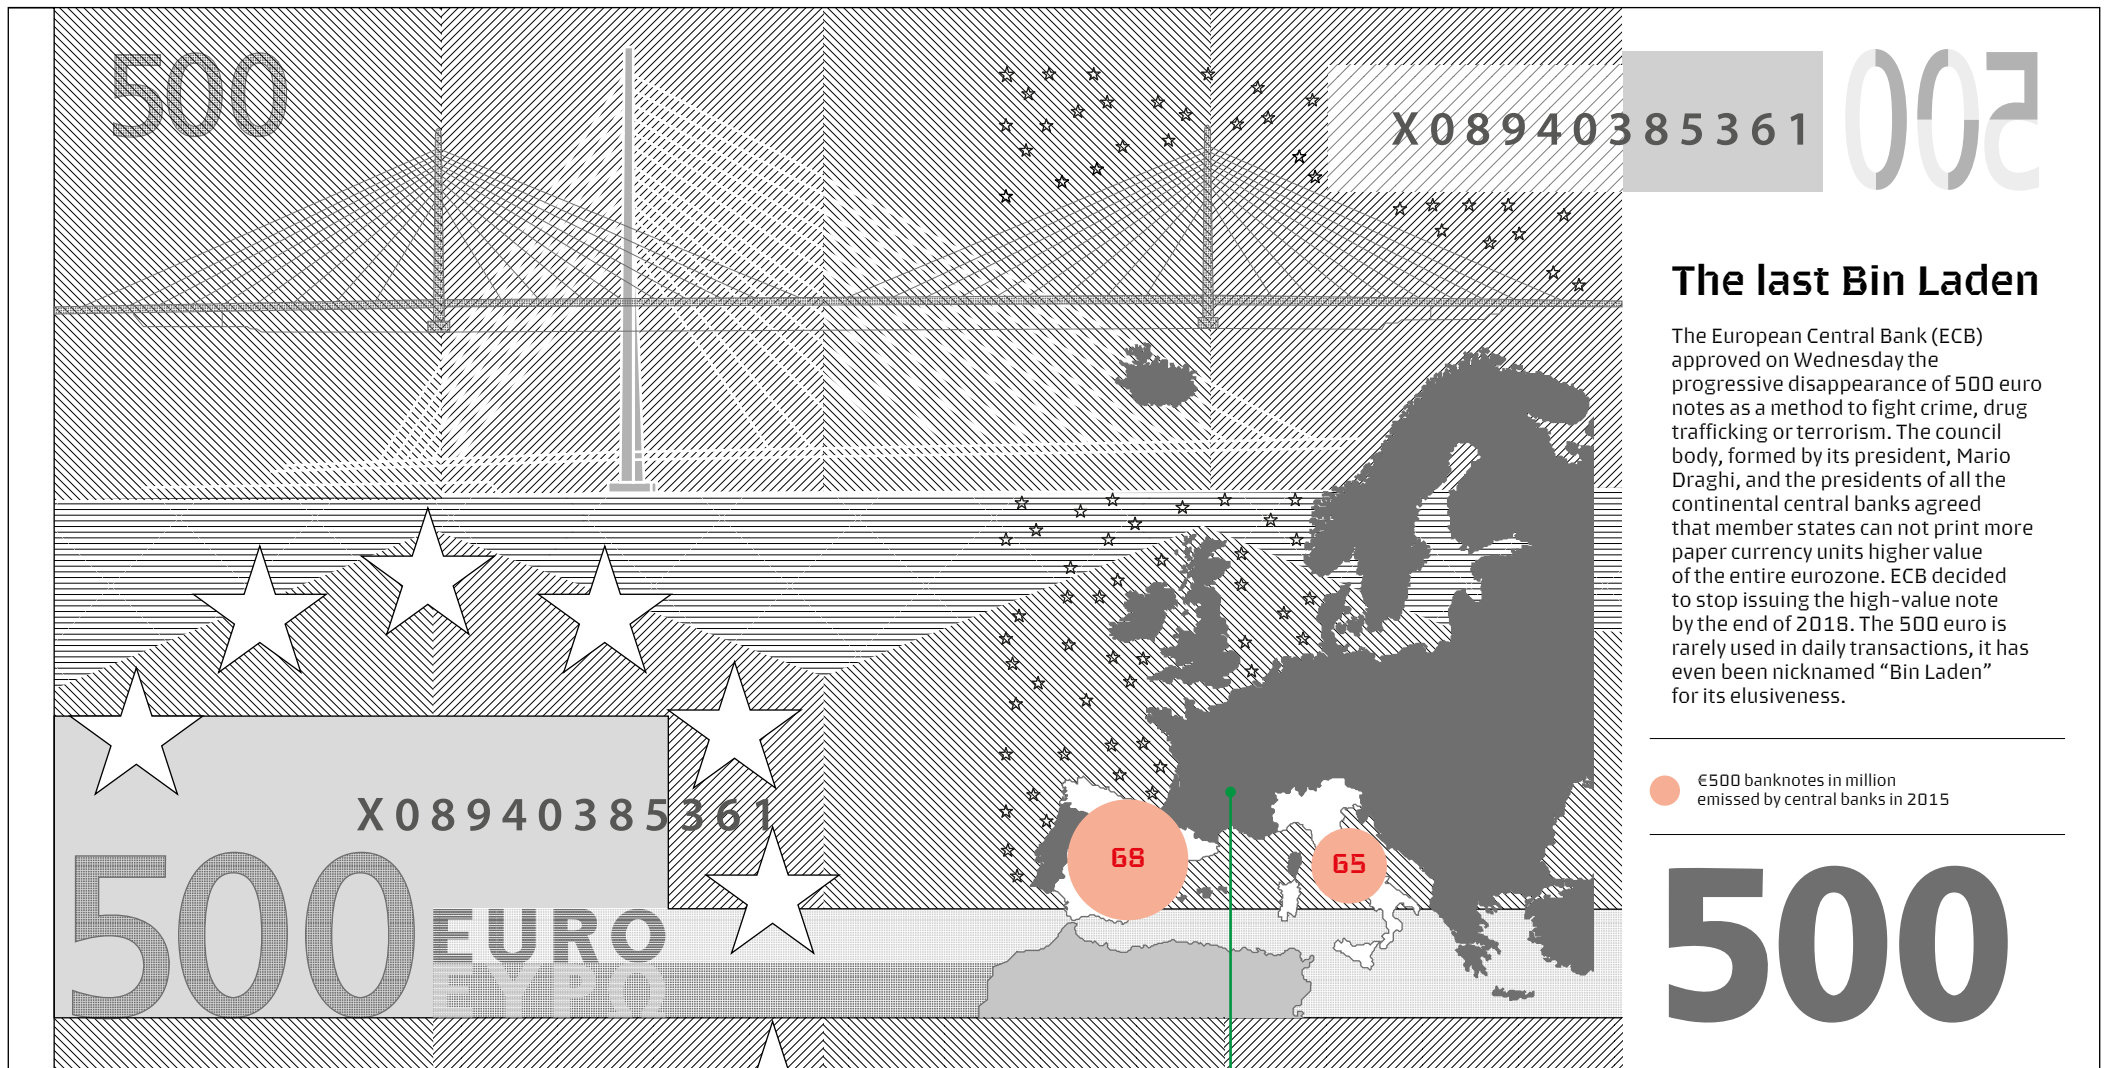 500
X08940385361
500
The last Bin Laden
The European Central Bank (ECB)
approved on Wednesday the
progressive disappearance of 500 euro
notes as a method to fight crime, drug
trafficking or terrorism. The council
body, formed by its president, Mario
Draghi, and the presidents of all the
continental central banks agreed
that member states can not print more
paper currency units higher value
of the entire eurozone. ECB decided
to stop issuing the high-value note
by the end of 2018. The 500 euro is
rarely used in daily transactions, it has
even been nicknamed “Bin Laden”
for its elusiveness.
€500 banknotes in million
emissed by central banks in 2015
X08940385361
68
65
500
EURO
EYPO
500